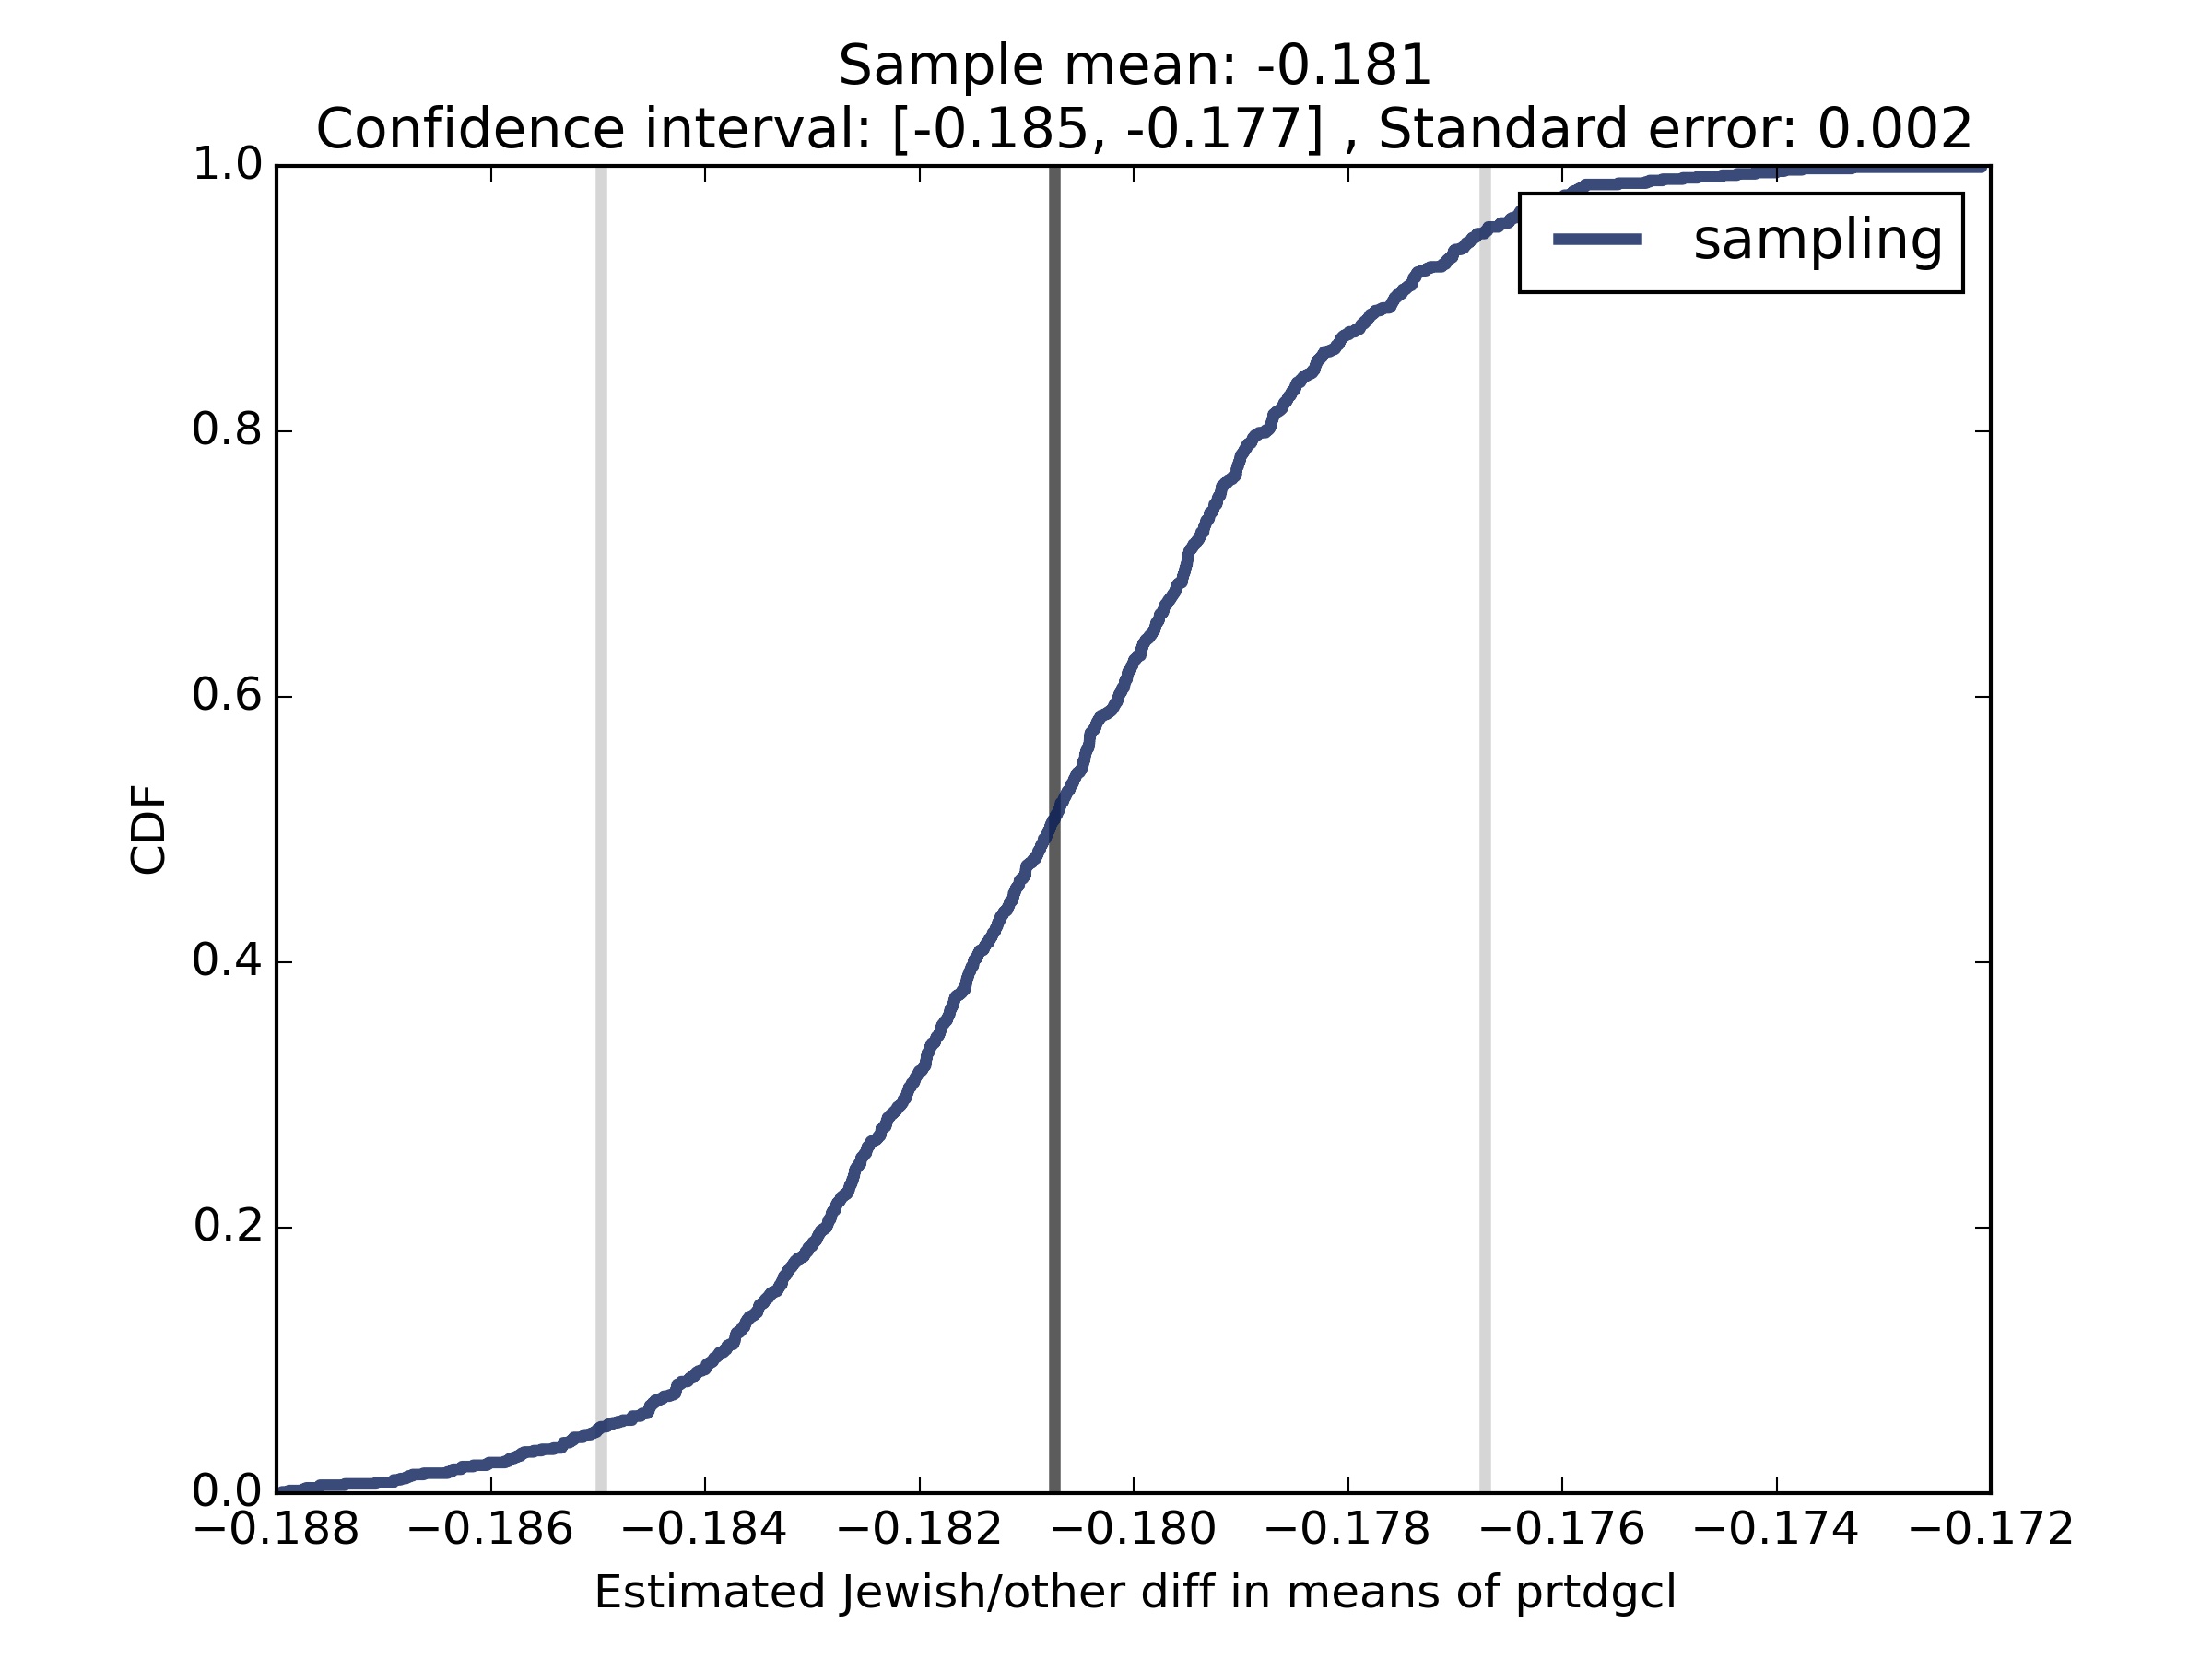 Sample mean: -0.181
Confidence interval: [-0.185, -0.177] , Standard error: 0.002
1.0
sampling
0.8
0.6
CDF
0.4
0.2
0.0
−0.188 −0.186 −0.184 −0.182 −0.180 −0.178 −0.176 −0.174 −0.172
Estimated Jewish/other diff in means of prtdgcl